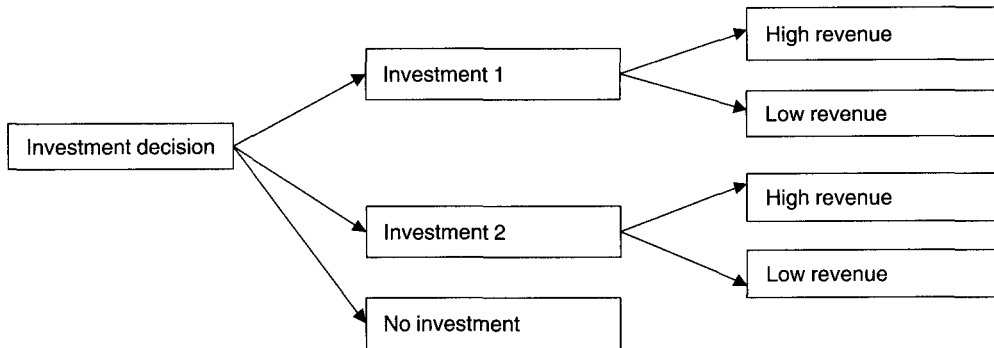 High revenue
Investment 1
Low revenue
Investment decision
High revenue
Investment 2
Low revenue
No investment